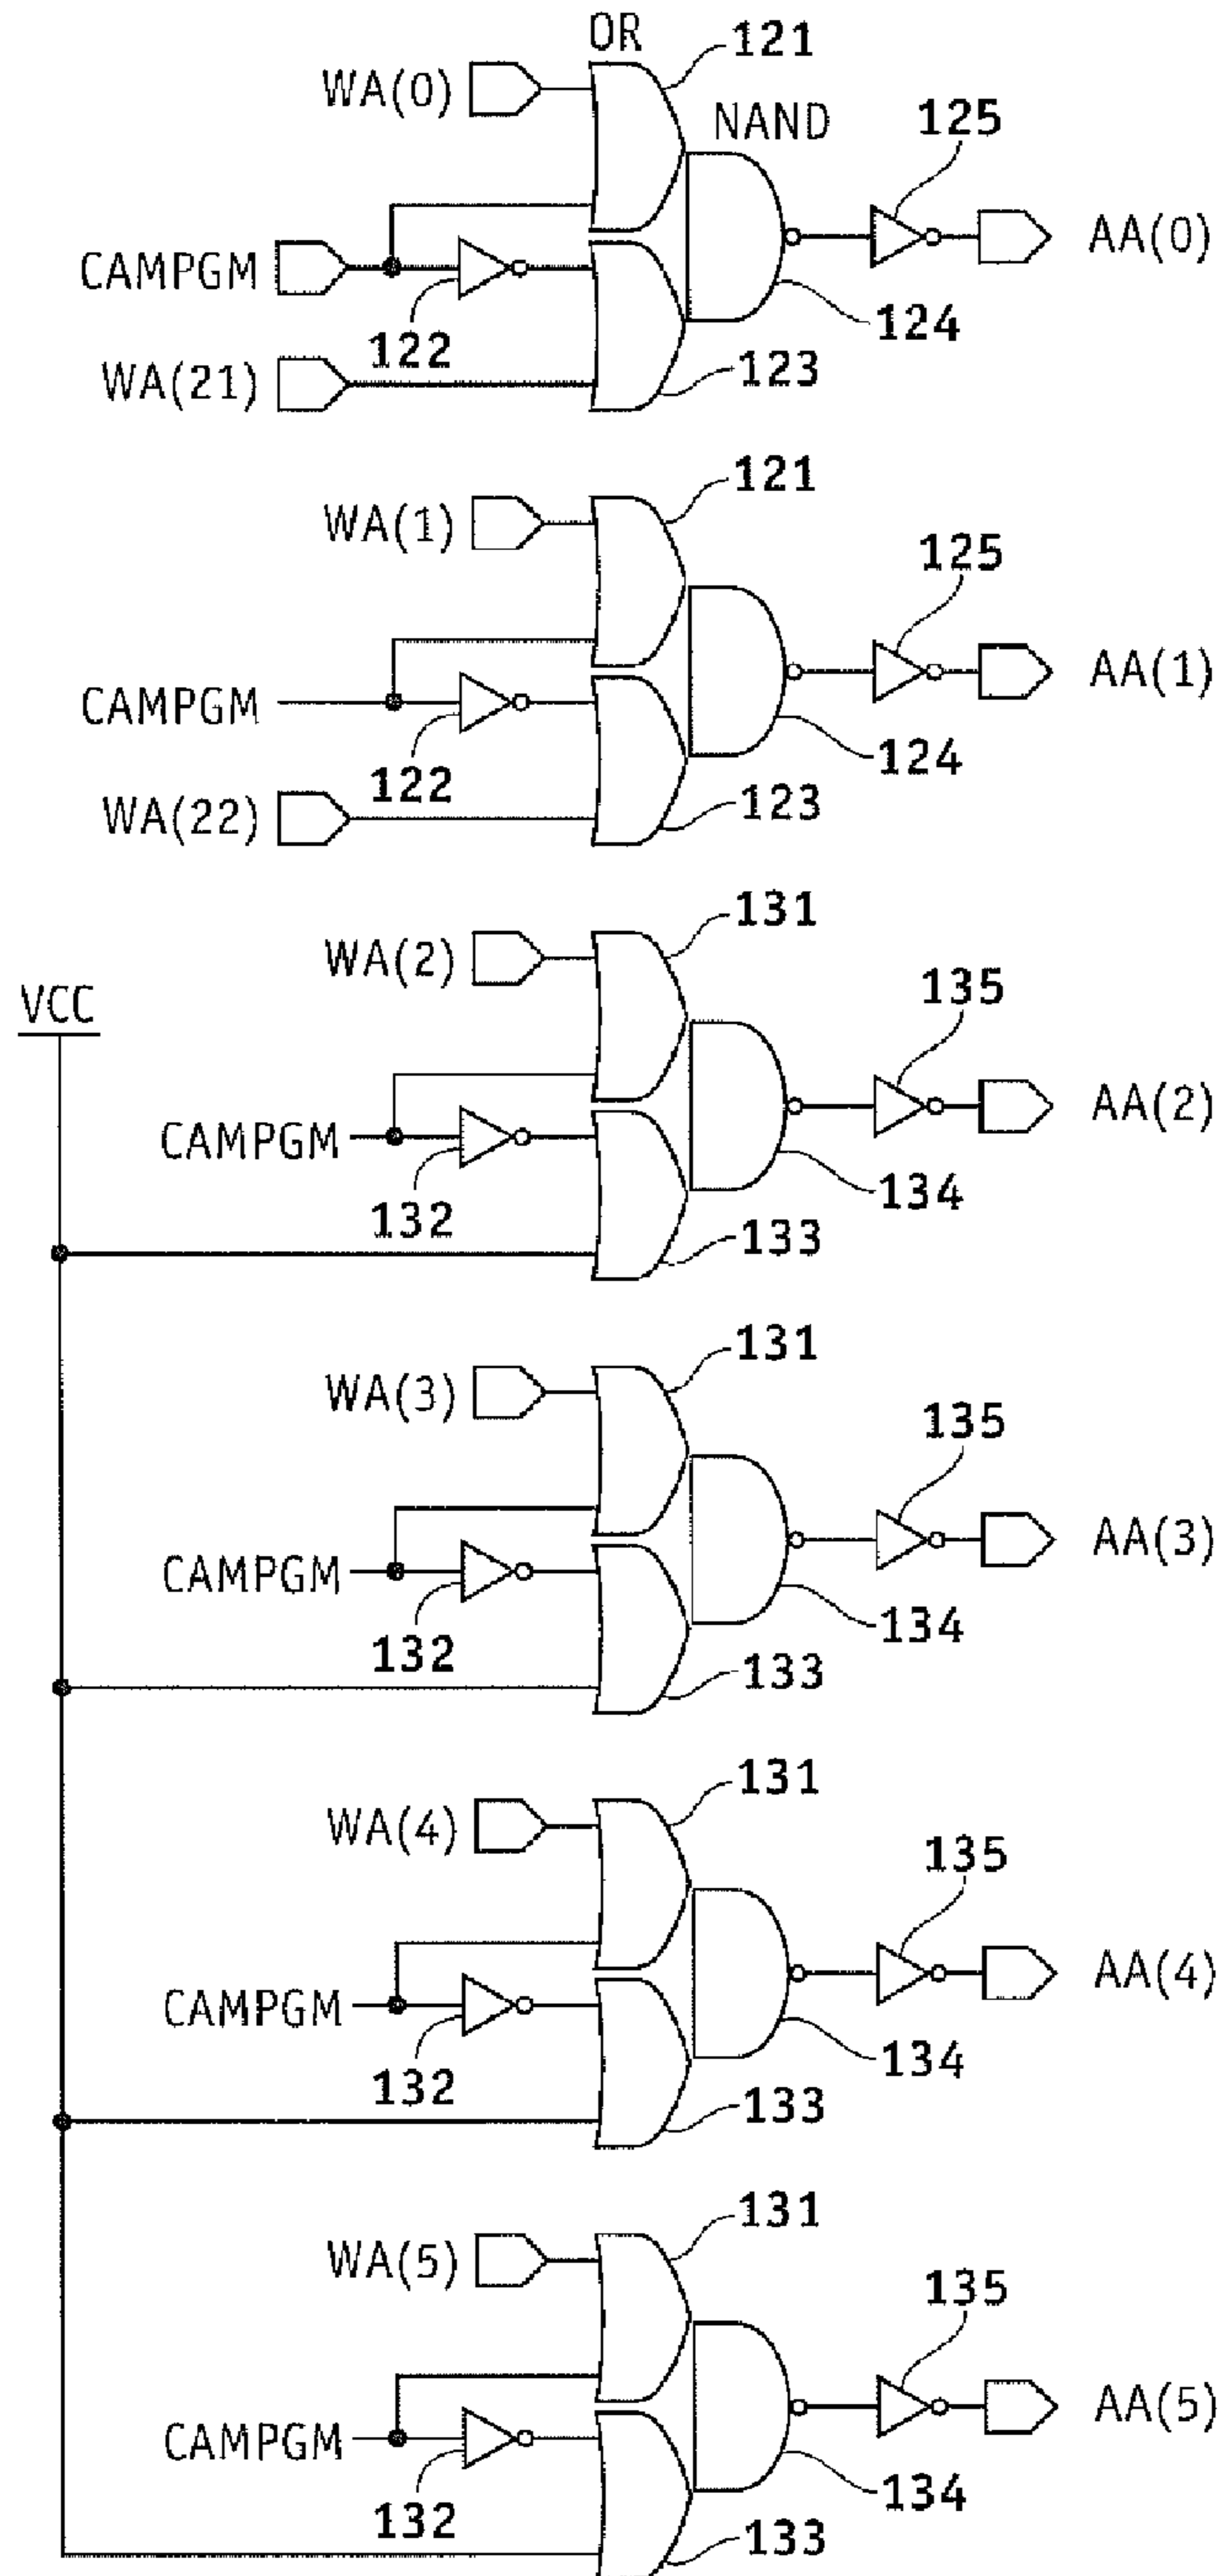 OR
121
WA(0)
NAND
125
AA(0)
CAMPGM
122
124
WA(21)
123
121
WA(1)
125
AA(1)
CAMPGM
122
124
WA(22)
123
131
WA(2)
135
VCC
AA(2)
CAMPGM
132
134
133
131
WA(3)
135
AA(3)
CAMPGM
132
134
133
131
WA(4)
135
AA(4)
CAMPGM
132
134
133
131
WA(5)
135
AA(5)
CAMPGM
132
134
133